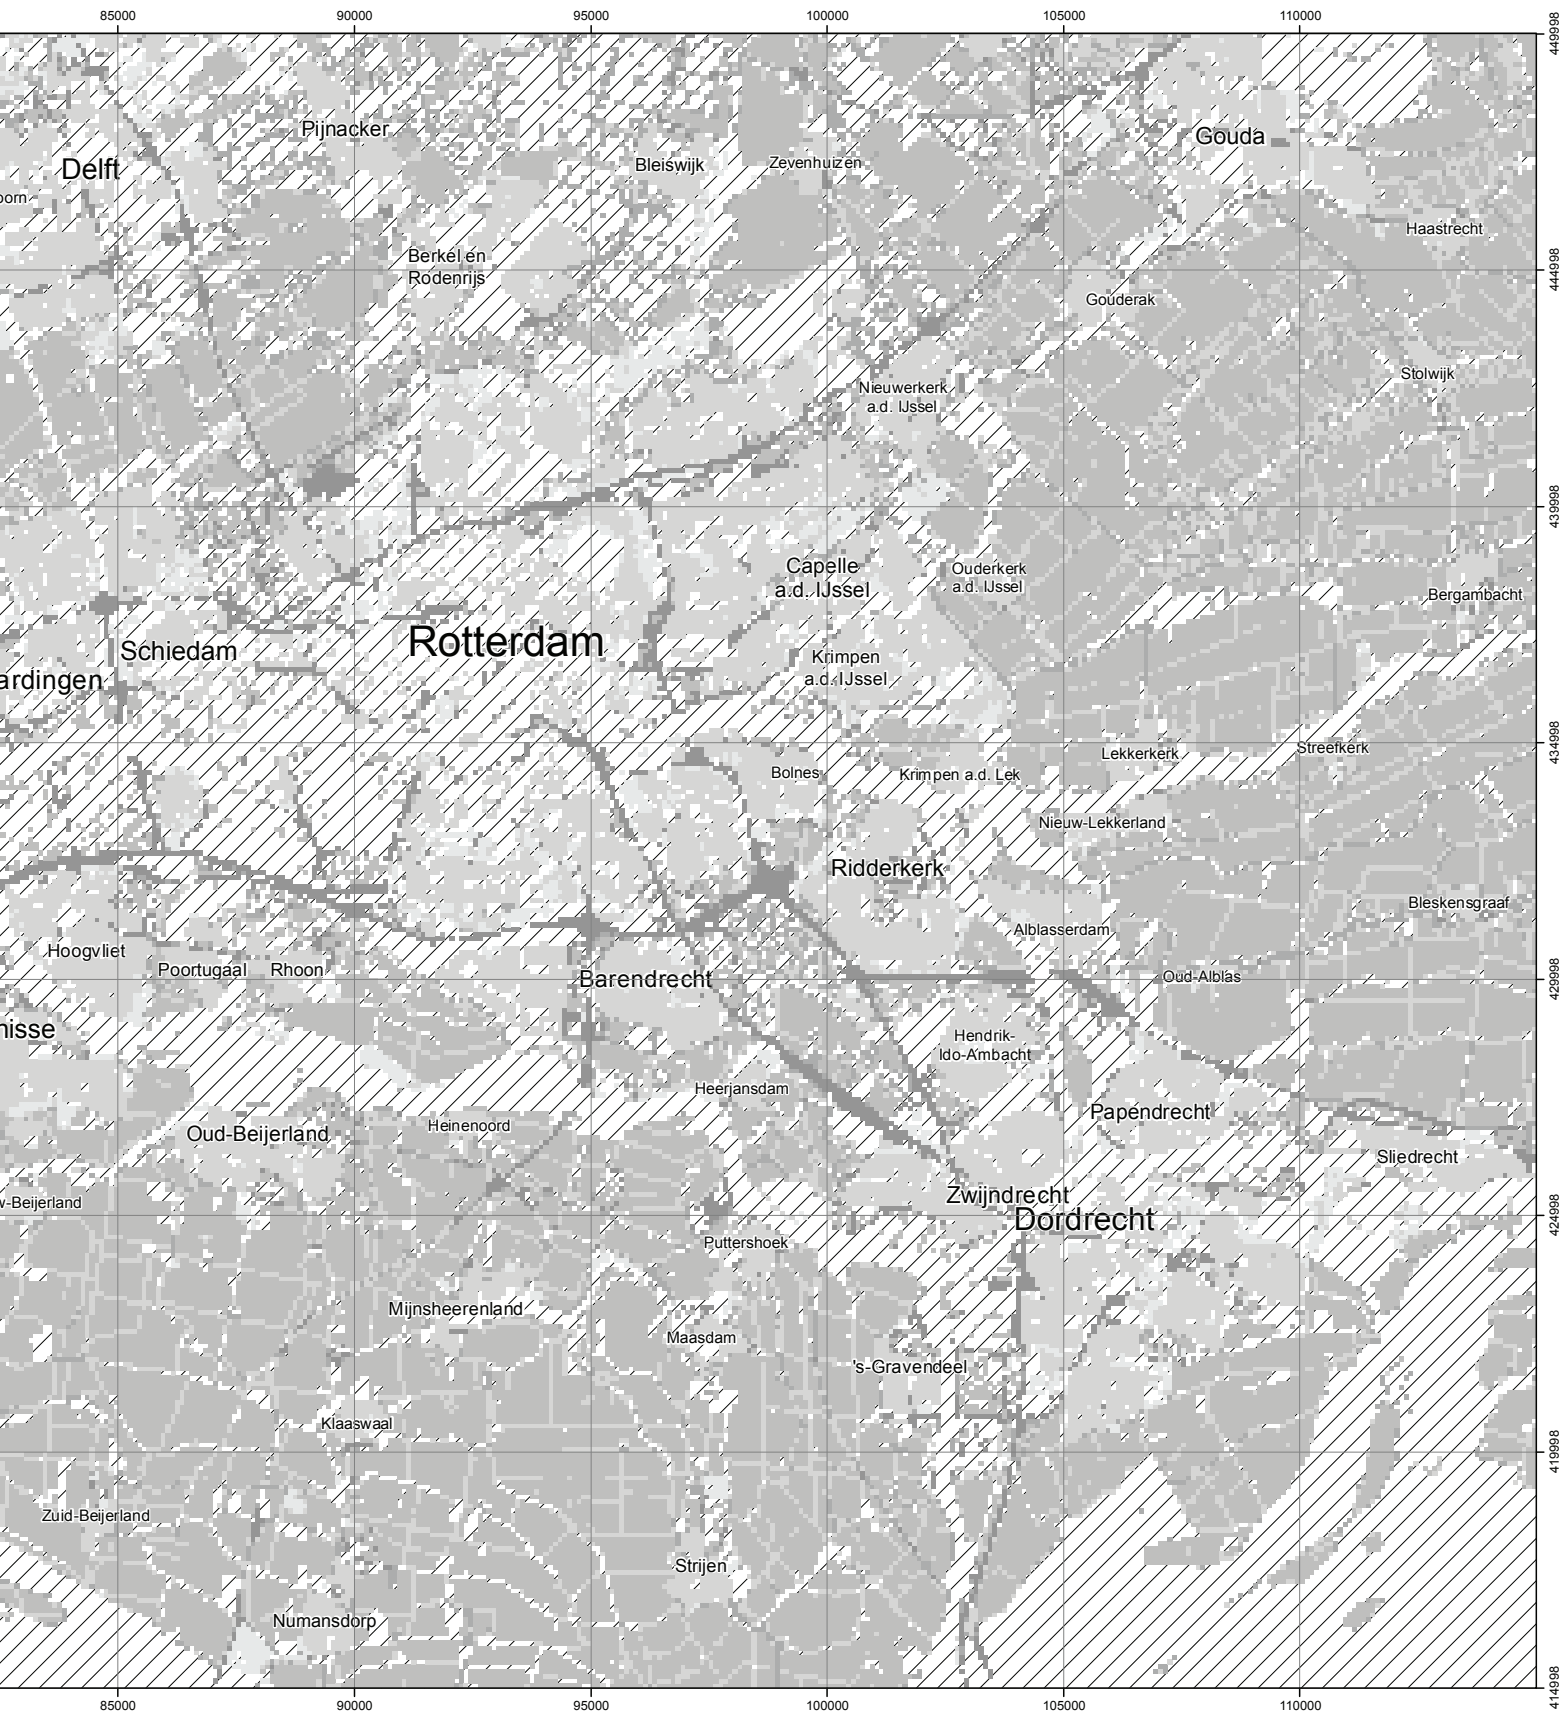 85000 90000 95000 100000 105000 110000
449998
Pijnacker
Gouda
Delft
Bleiswijk
Zevenhuizen
oorn
Haastrecht
Berkel en
Rodenrijs
444998
Gouderak
Stolwijk
Nieuwerkerk
a.d. IJssel
439998
Capelle
a.d. IJssel
Ouderkerk
a.d. IJssel
Bergambacht
Rotterdam
Schiedam
Krimpen
a.d. IJssel
ardingen
434998
Streefkerk
Lekkerkerk
Bolnes
Krimpen a.d. Lek
Nieuw-Lekkerland
Ridderkerk
Bleskensgraaf
Alblasserdam
Hoogvliet
Poortugaal
Rhoon
Barendrecht
Oud-Alblas
429998
nisse
Hendrik-
Ido-Ambacht
Heerjansdam
Papendrecht
Oud-Beijerland
Heinenoord
Sliedrecht
Zwijndrecht
w-Beijerland
Dordrecht
424998
Puttershoek
Mijnsheerenland
Maasdam
's-Gravendeel
Klaaswaal
419998
Zuid-Beijerland
Strijen
Numansdorp
414998
85000 90000 95000 100000 105000 110000